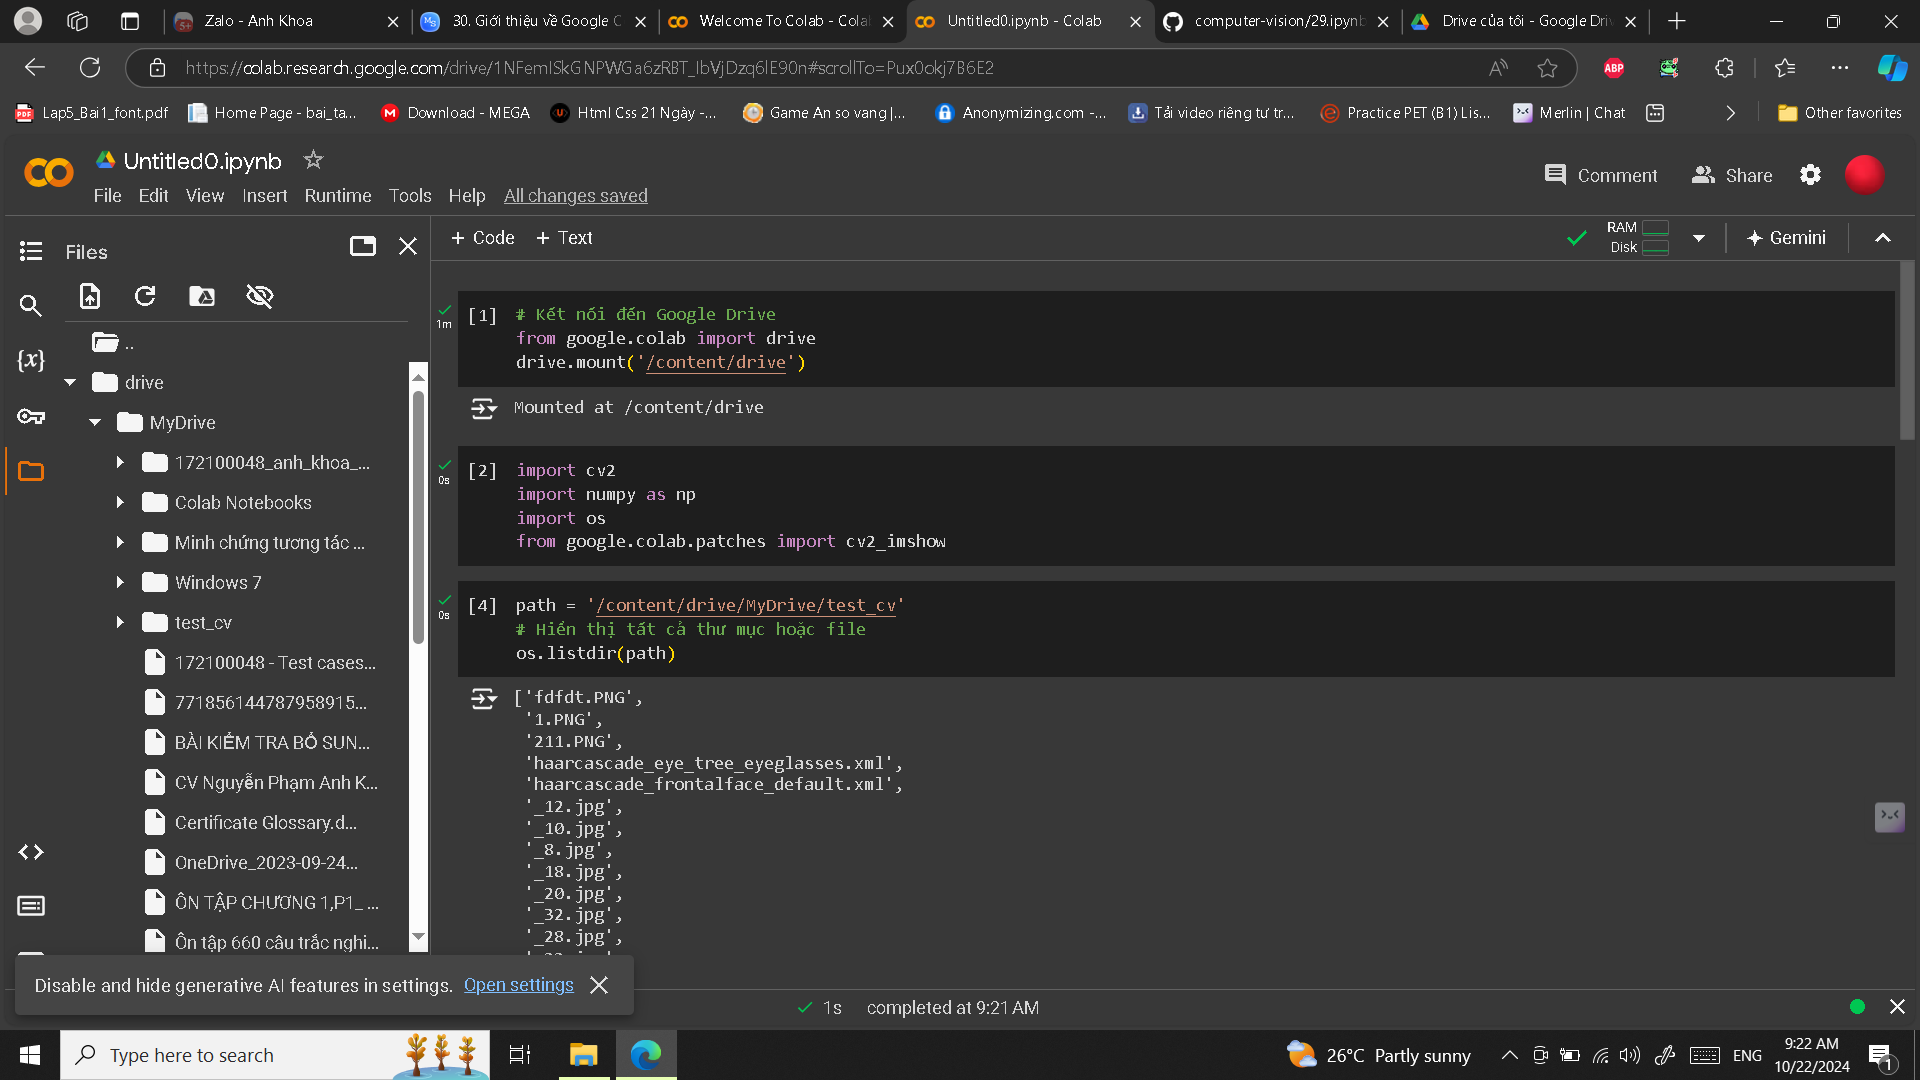 Zalo - Anh Khoa
30. Giới thiệu về Google C
Welcome To Colab - Cola
Untitled0.ipynb - Colab
computer-vision/29.ipynb
Drive của tôi - Google Driv
https://colab.research.google.com/drive/1NFemISkGNPWGa6zRBT_IbVjDzq6lE90n#scrollTo=Pux0okj7B6E2
ABP
Lap5_Bai1_font.pdf
Home Page - bai_ta...
Download - MEGA
Html Css 21 Ngày -...
Game An so vang |...
Anonymizing.com -...
Tải video riêng tư tr...
Practice PET (B1) Lis...
Merlin | Chat
Other favorites
Untitled0.ipynb
File Edit View Insert Runtime Tools Help All changes saved
Comment
Share
Files
+ Code + Text
RAM
Disk
Gemini
..
drive
MyDrive
172100048_anh_khoa_...
Colab Notebooks
Minh chứng tương tác ...
Windows 7
test_cv
172100048 - Test cases...
771856144787958915...
BÀI KIỂM TRA BỔ SUN...
CV Nguyễn Phạm Anh K...
Certificate Glossary.d...
OneDrive_2023-09-24...
ÔN TẬP CHƯƠNG 1,P1_ ...
Ôn tập 660 câu trắc nghi...
1m
[1] # Kết nối đến Google Drive
from google.colab import drive
drive.mount('/content/drive')
Mounted at /content/drive
0s
[2] import cv2
import numpy as np
import os
from google.colab.patches import cv2_imshow
0s
[4] path = '/content/drive/MyDrive/test_cv'
# Hiển thị tất cả thư mục hoặc file
os.listdir(path)
['fdfdt.PNG',
'1.PNG',
'211.PNG',
'haarcascade_eye_tree_eyeglasses.xml',
'haarcascade_frontalface_default.xml',
'_12.jpg',
'_10.jpg',
'_8.jpg',
'_18.jpg',
'_20.jpg',
'_32.jpg',
'_28.jpg',
Disable and hide generative AI features in settings. Open settings
1s completed at 9:21 AM
Type here to search
26°C Partly sunny
ENG
9:22 AM
10/22/2024
1